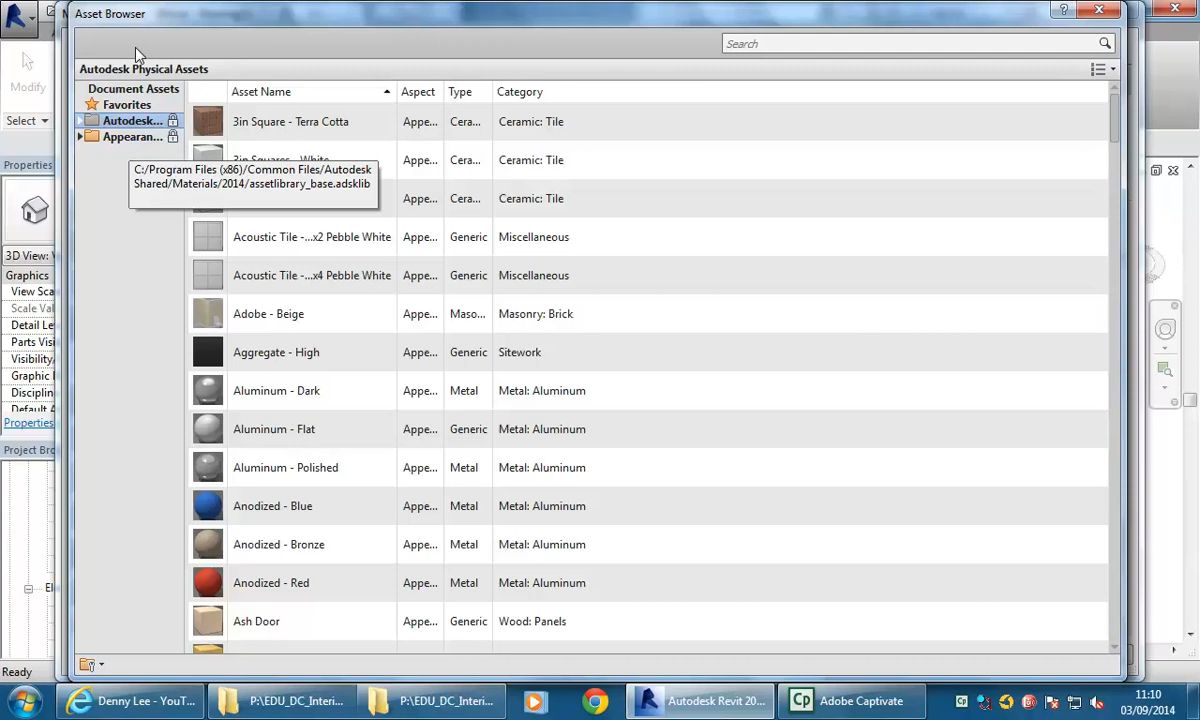 Asset Browser
Search
Autodesk Physical Assets
Document Assets
Favorites
Autodesk...
Appearan...
Asset Name
Aspect
Type
Category
3in Square - Terra Cotta
Appe...
Cera...
Ceramic: Tile
3in Squares - White
Appe...
Cera...
Ceramic: Tile
Appe...
Cera...
Ceramic: Tile
C:/Program Files (x86)/Common Files/Autodesk
Shared/Materials/2014/assetlibrary_base.adsklib
Acoustic Tile -...x2 Pebble White
Appe...
Generic
Miscellaneous
Acoustic Tile -...x4 Pebble White
Appe...
Generic
Miscellaneous
Adobe - Beige
Appe...
Maso...
Masonry: Brick
Aggregate - High
Appe...
Generic
Sitework
Aluminum - Dark
Appe...
Metal
Metal: Aluminum
Aluminum - Flat
Appe...
Generic
Metal: Aluminum
Aluminum - Polished
Appe...
Metal
Metal: Aluminum
Anodized - Blue
Appe...
Metal
Metal: Aluminum
Anodized - Bronze
Appe...
Metal
Metal: Aluminum
Anodized - Red
Appe...
Metal
Metal: Aluminum
Ash Door
Appe...
Generic
Wood: Panels
Modify
Select
Properties
3D View:
Graphics
View Sca
Scale Val
Detail Le
Parts Visi
Visibility/
Graphic
Disciplin
Default A
Properties
Project Bro
El
Ready
Denny Lee - YouT...
P:\EDU_DC_Interi...
P:\EDU_DC_Interi...
Autodesk Revit 20...
Adobe Captivate
11:10
03/09/2014